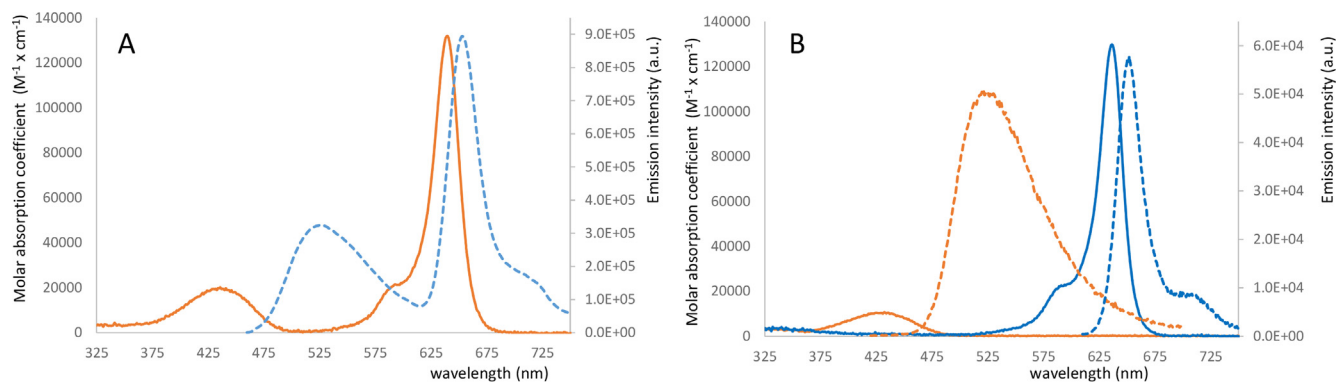 A
Molar absorption coefficient (M-1 x cm-1)
140000
120000
100000
80000
60000
40000
20000
0
325 375 425 475 525 575 625 675 725
wavelength (nm)
9.0E+05
8.0E+05
7.0E+05
6.0E+05
5.0E+05
4.0E+05
3.0E+05
2.0E+05
1.0E+05
0.0E+00
Emission intensity (a.u.)
B
Molar absorption coefficient (M-1 x cm-1)
140000
120000
100000
80000
60000
40000
20000
0
325 375 425 475 525 575 625 675 725
wavelength (nm)
6.0E+04
5.0E+04
4.0E+04
3.0E+04
2.0E+04
1.0E+04
0.0E+00
Emission intensity (a.u.)